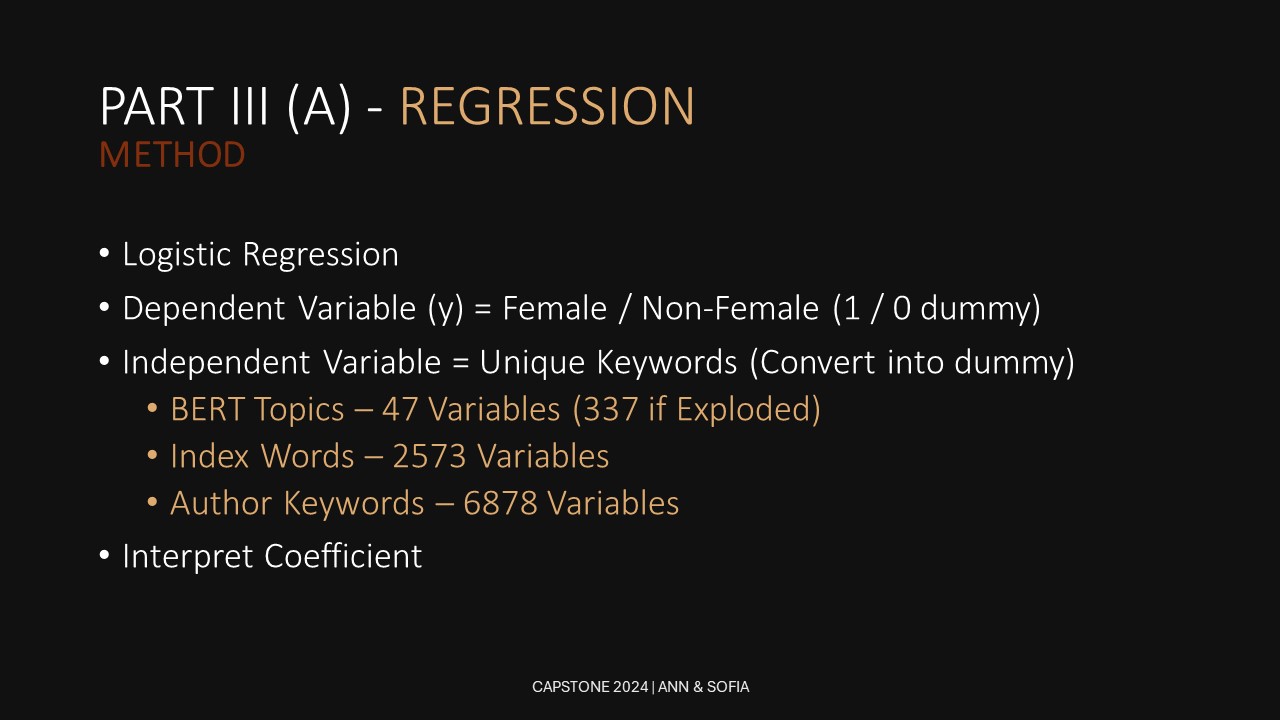 PART III (A) - REGRESSION
METHOD
• Logistic Regression
• Dependent Variable (y) = Female / Non-Female (1 / 0 dummy)
• Independent Variable = Unique Keywords (Convert into dummy)
• BERT Topics – 47 Variables (337 if Exploded)
• Index Words – 2573 Variables
• Author Keywords – 6878 Variables
• Interpret Coefficient
CAPSTONE 2024 | ANN & SOFIA